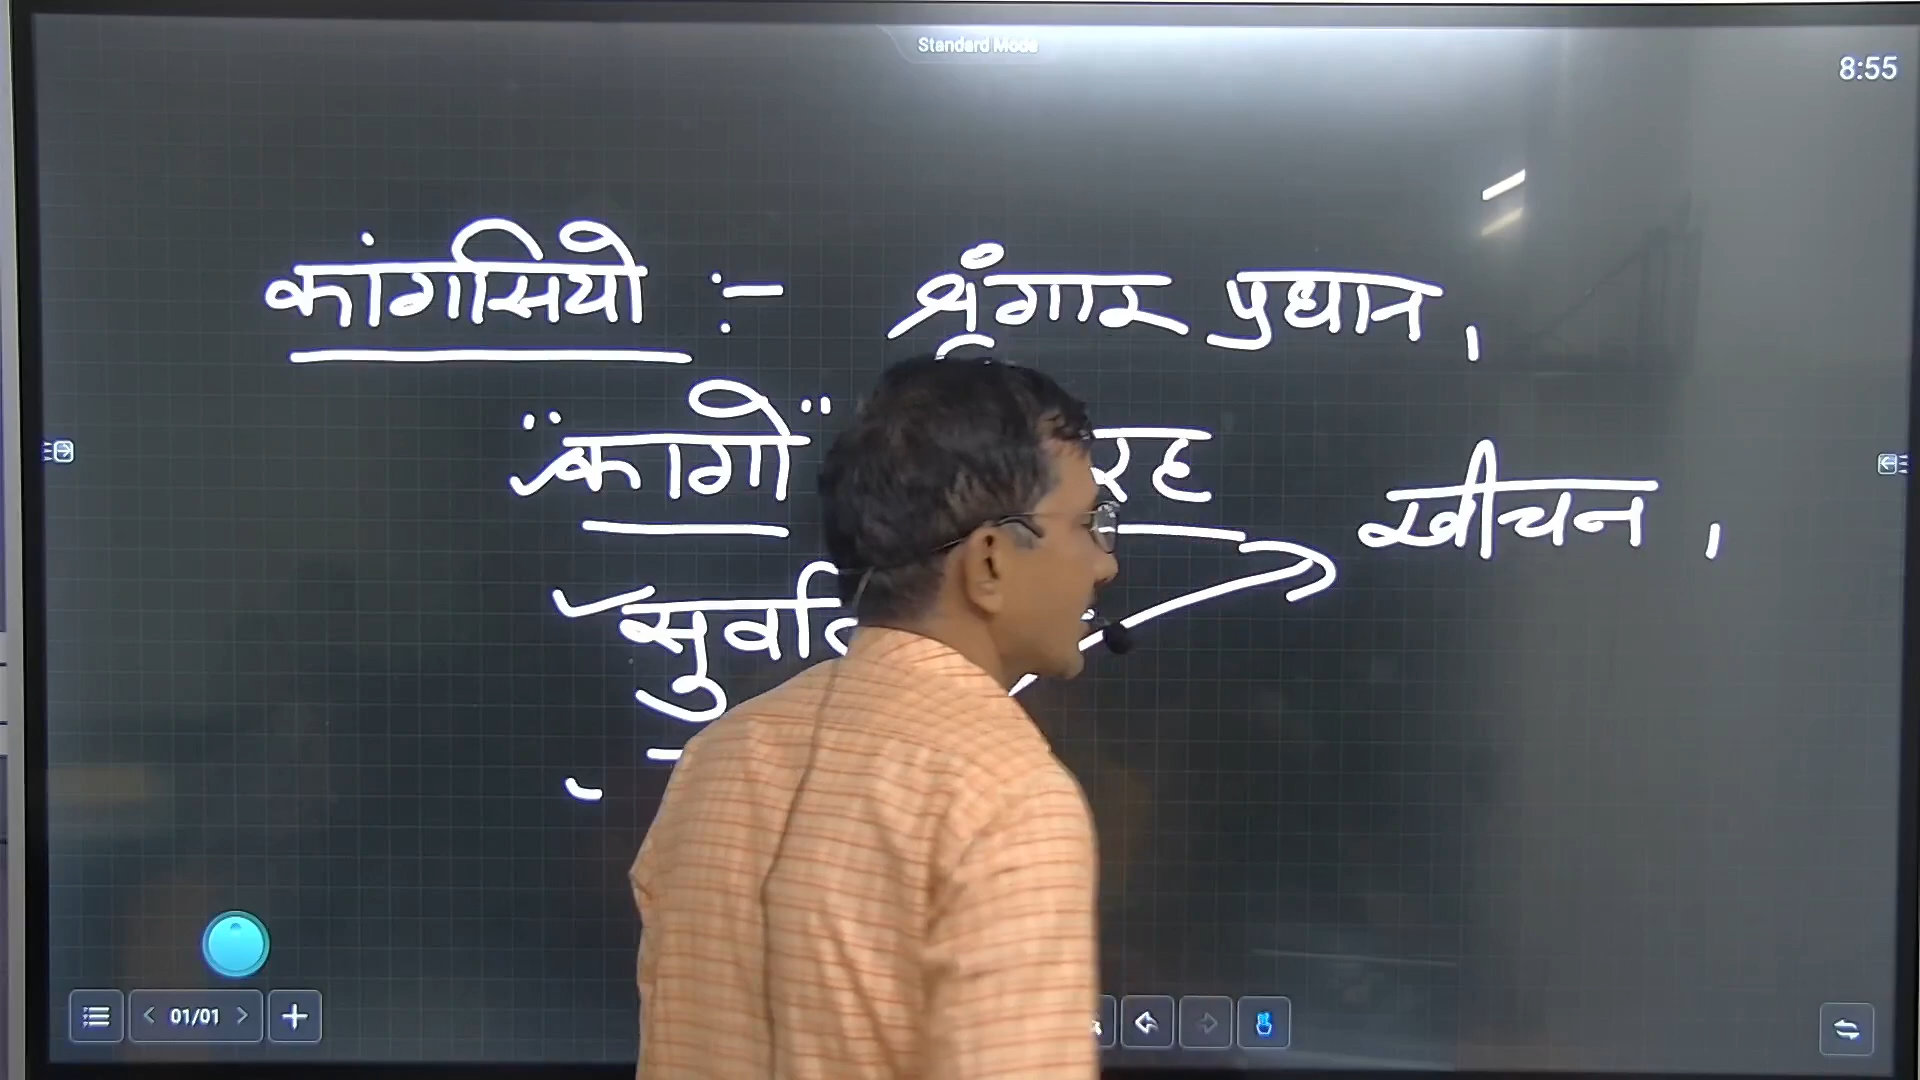 Standard Mode
8:55
कांगसियो :- श्रृंगार प्रधान,
"कागो" रह
खीचन,
01/01